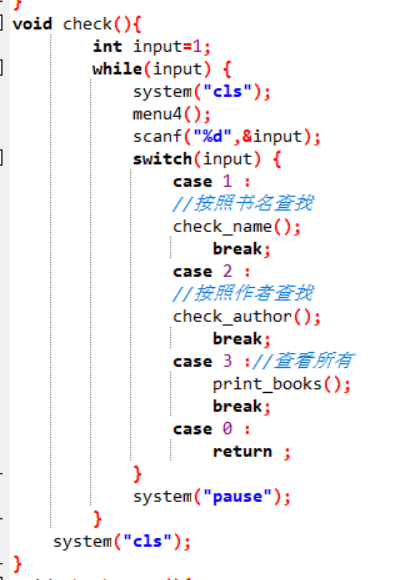 }
void check(){
int input=1;
while(input) {
system("cls");
menu4();
scanf("%d",&input);
switch(input) {
case 1 :
//按照书名查找
check_name();
break;
case 2 :
//按照作者查找
check_author();
break;
case 3 ://查看所有
print_books();
break;
case 0 :
return ;
}
system("pause");
}
system("cls");
}